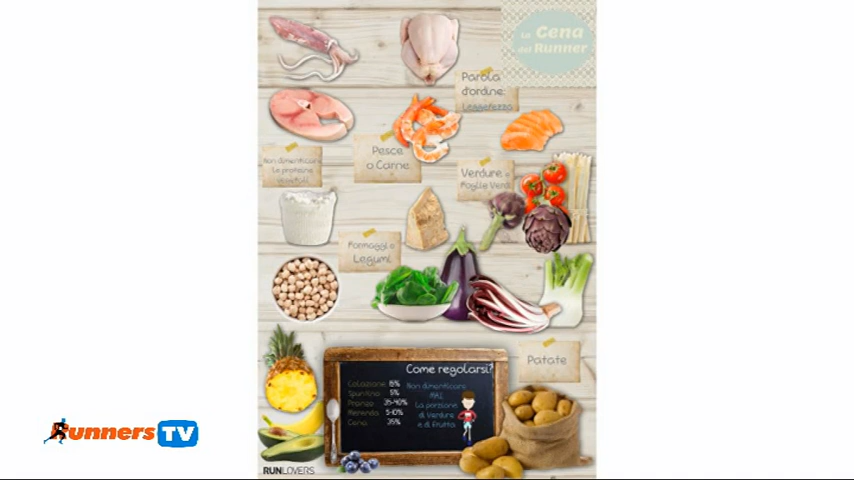 La Cena
del Runner
Parola
d'ordine:
Leggerezza
Pesce
o Carne
Non dimenticare
le proteine
Verdure a
Foglie Verdi
Formaggi o
Legumi
Patate
Come regolarsi?
Colazione: 15%
Spuntino: 5%
Pranzo: 35-40%
Merenda: 5-10%
Cena: 35%
Non dimenticare
MAI
la porzione
di Verdura
e di frutta
RUNLOVERS
Runners TV